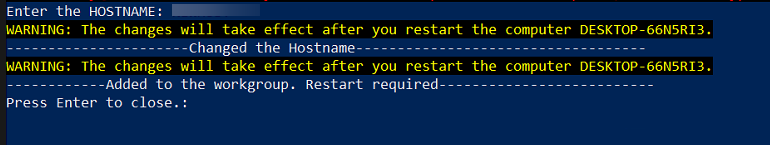 Enter the HOSTNAME:
WARNING: The changes will take effect after you restart the computer DESKTOP-66N5RI3.
----------------------Changed the Hostname-----------------------------------
WARNING: The changes will take effect after you restart the computer DESKTOP-66N5RI3.
------------Added to the workgroup. Restart required--------------------------
Press Enter to close.: